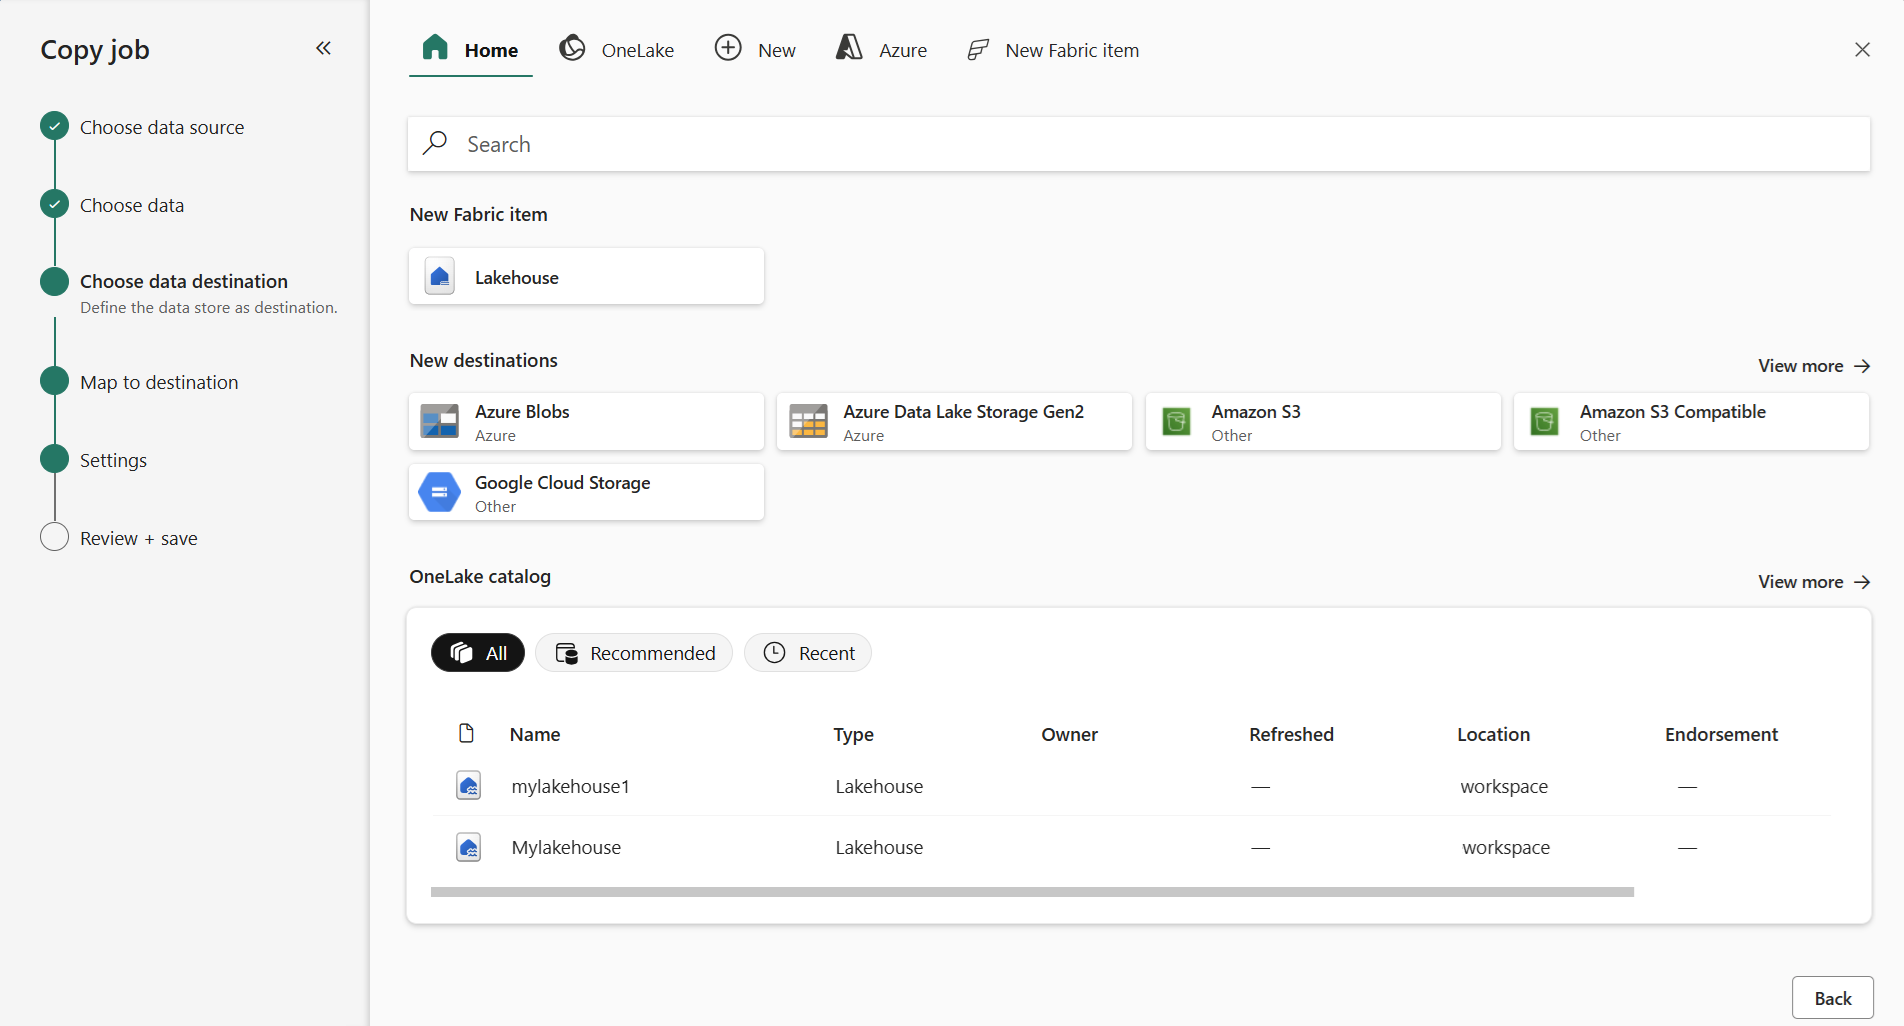 Copy job
Choose data source
Choose data
Choose data destination
Define the data store as destination.
Map to destination
Settings
Review + save
Home OneLake New Azure New Fabric item
Search
New Fabric item
Lakehouse
New destinations
View more
Azure Blobs
Azure
Azure Data Lake Storage Gen2
Azure
Amazon S3
Other
Amazon S3 Compatible
Other
Google Cloud Storage
Other
OneLake catalog
View more
All Recommended Recent
Name Type Owner Refreshed Location Endorsement
mylakehouse1 Lakehouse — workspace —
Mylakehouse Lakehouse — workspace —
Back